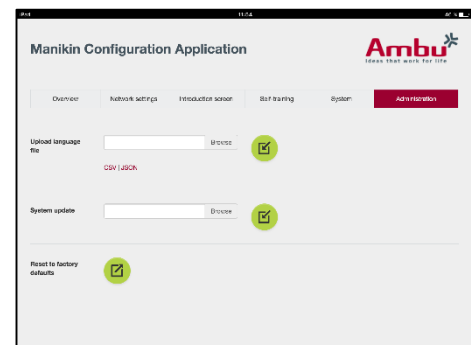 11:54
Manikin Configuration Application
Ambu
Ideas that work for life
Overview
Network settings
Introduction screen
Self-training
System
Administration
Upload language
file
Browse
CSV | JSON
System update
Browse
Reset to factory
defaults